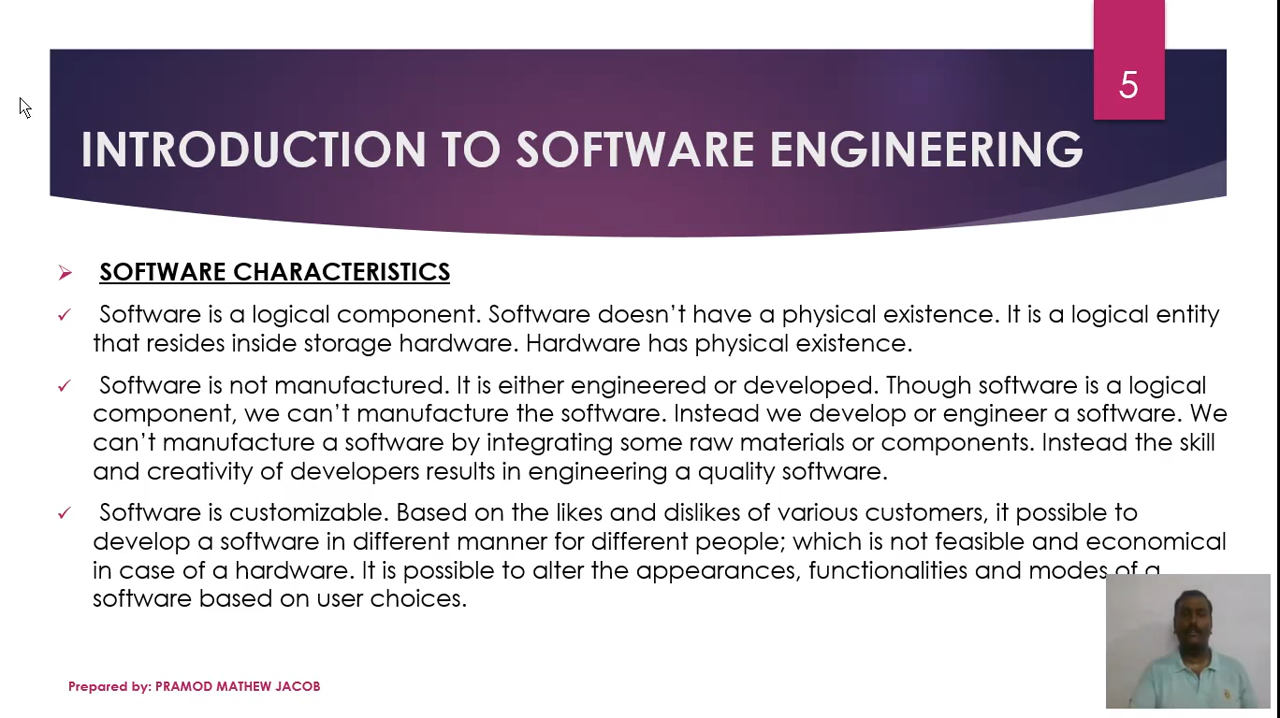 5
INTRODUCTION TO SOFTWARE ENGINEERING
SOFTWARE CHARACTERISTICS
Software is a logical component. Software doesn't have a physical existence. It is a logical entity
that resides inside storage hardware. Hardware has physical existence.
Software is not manufactured. It is either engineered or developed. Though software is a logical
component, we can't manufacture the software. Instead we develop or engineer a software. We
can't manufacture a software by integrating some raw materials or components. Instead the skill
and creativity of developers results in engineering a quality software.
Software is customizable. Based on the likes and dislikes of various customers, it possible to
develop a software in different manner for different people; which is not feasible and economical
in case of a hardware. It is possible to alter the appearances, functionalities and modes of a
software based on user choices.
Prepared by: PRAMOD MATHEW JACOB